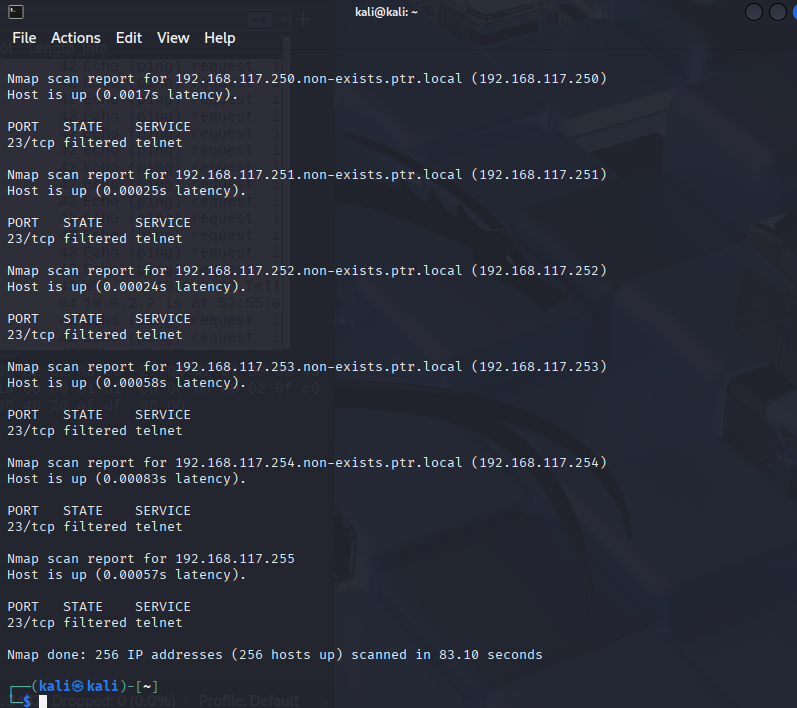 kali@kali: ~
File Actions Edit View Help
Nmap scan report for 192.168.117.250.non-exists.ptr.local (192.168.117.250)
Host is up (0.0017s latency).
PORT STATE SERVICE
23/tcp filtered telnet
Nmap scan report for 192.168.117.251.non-exists.ptr.local (192.168.117.251)
Host is up (0.00025s latency).
PORT STATE SERVICE
23/tcp filtered telnet
Nmap scan report for 192.168.117.252.non-exists.ptr.local (192.168.117.252)
Host is up (0.00024s latency).
PORT STATE SERVICE
23/tcp filtered telnet
Nmap scan report for 192.168.117.253.non-exists.ptr.local (192.168.117.253)
Host is up (0.00058s latency).
PORT STATE SERVICE
23/tcp filtered telnet
Nmap scan report for 192.168.117.254.non-exists.ptr.local (192.168.117.254)
Host is up (0.00083s latency).
PORT STATE SERVICE
23/tcp filtered telnet
Nmap scan report for 192.168.117.255
Host is up (0.00057s latency).
PORT STATE SERVICE
23/tcp filtered telnet
Nmap done: 256 IP addresses (256 hosts up) scanned in 83.10 seconds
┌──(kali㉿kali)-[~]
└─$
Dropped: 0 (0.0%) Profile: Default